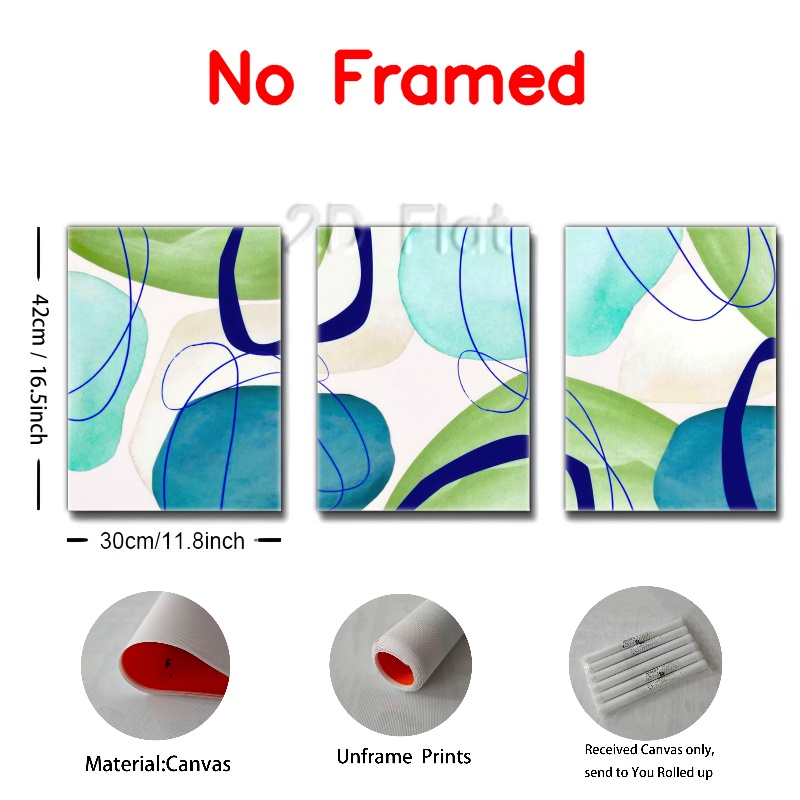 No Framed
2D Flat
42cm / 16.5inch
30cm/11.8inch
Material:Canvas
Unframe Prints
Received Canvas only,
send to You Rolled up